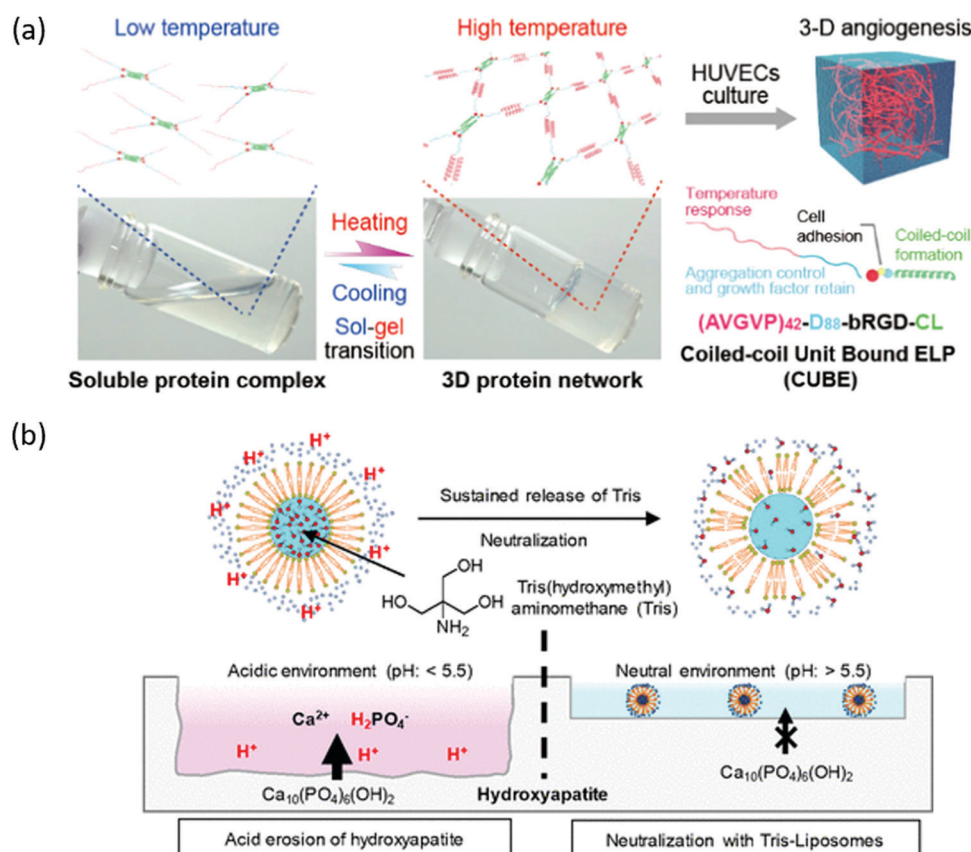 (a)
Low temperature
High temperature
3-D angiogenesis
HUVECs
culture
Heating
Cooling
Sol-gel
transition
Soluble protein complex
3D protein network
Temperature
response
Cell
adhesion
Coiled-coil
formation
Aggregation control
and growth factor retain
(AVGVP)42-D88-bRGD-CL
Coiled-coil Unit Bound ELP
(CUBE)
(b)
H+
H+
H+
H+
H+
H+
H+
Sustained release of Tris
Neutralization
HO
OH
OH
NH2
Tris(hydroxymethyl)
aminomethane (Tris)
Acidic environment (pH: < 5.5)
Neutral environment (pH: > 5.5)
Ca2+ H2PO4-
H+ H+ H+
Ca10(PO4)6(OH)2
Hydroxyapatite
Ca10(PO4)6(OH)2
Acid erosion of hydroxyapatite
Neutralization with Tris-Liposomes